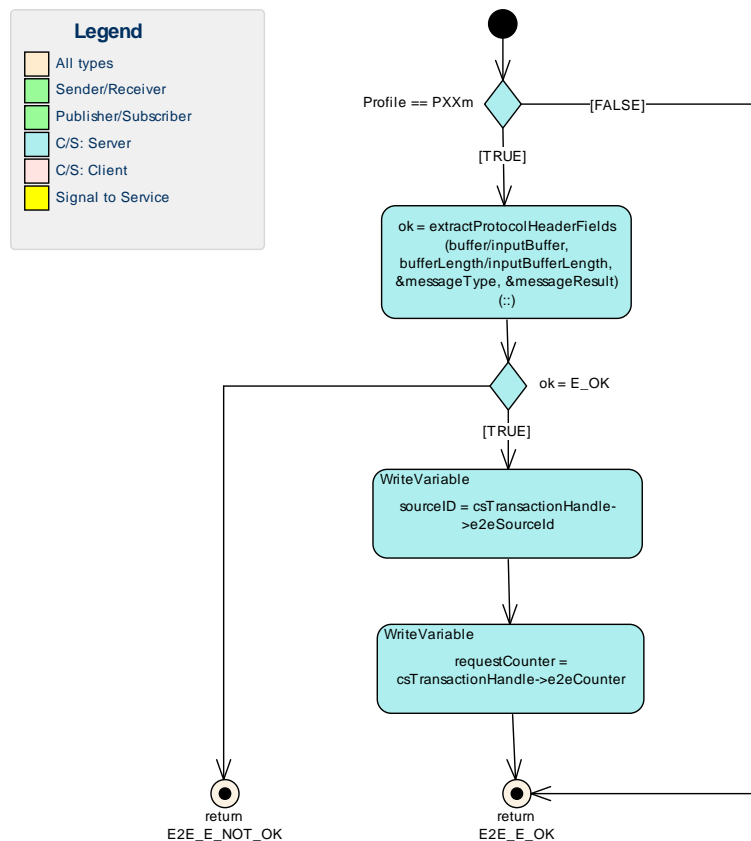 Legend
All types
Sender/Receiver
Publisher/Subscriber
C/S: Server
C/S: Client
Signal to Service
Profile == PXXm
[FALSE]
[TRUE]
ok = extractProtocolHeaderFields
(buffer/inputBuffer,
bufferLength/inputBufferLength,
&messageType, &messageResult)
(::)
ok = E_OK
[TRUE]
WriteVariable
sourceID = csTransactionHandle-
>e2eSourceId
WriteVariable
requestCounter =
csTransactionHandle->e2eCounter
return
E2E_E_NOT_OK
return
E2E_E_OK